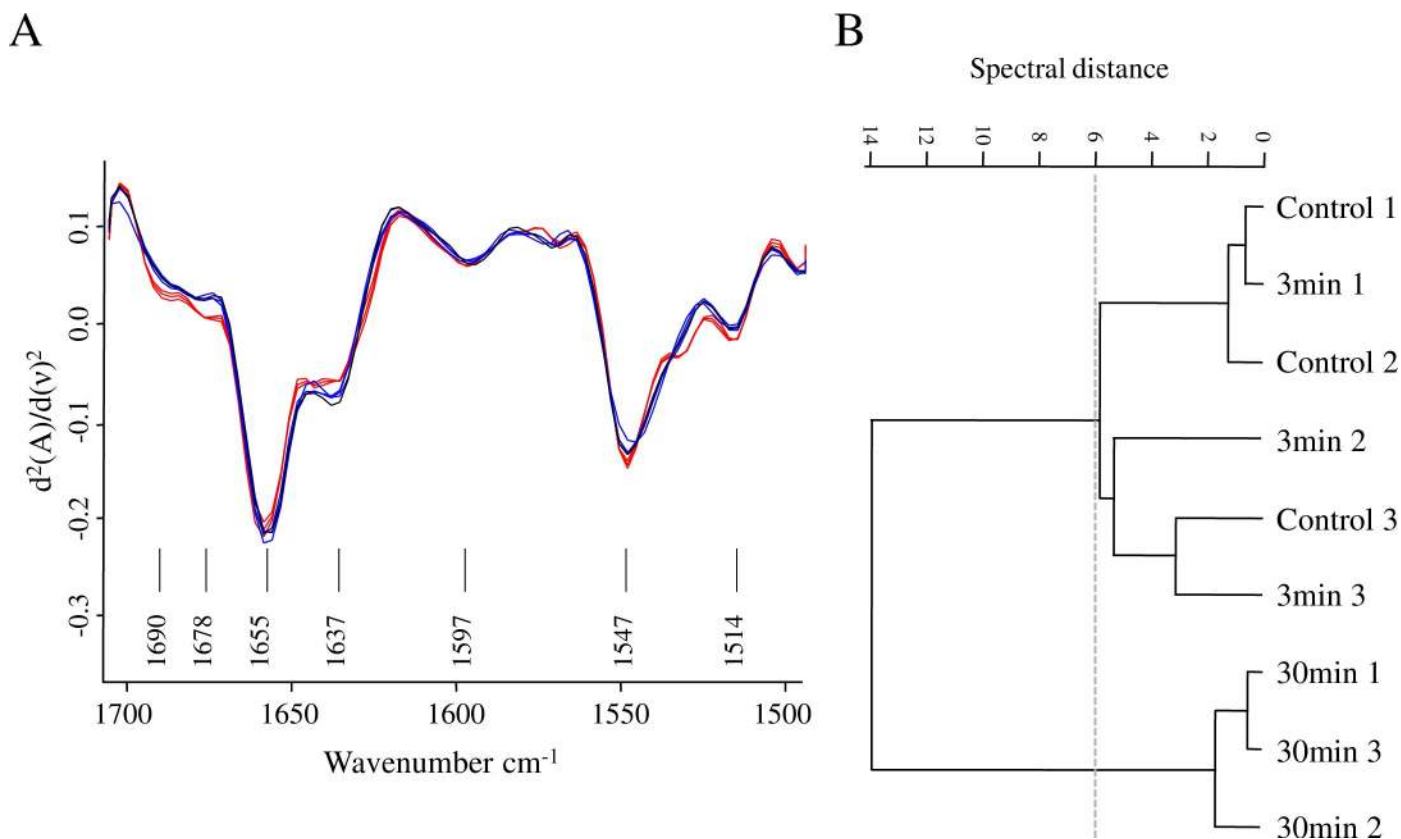 A
d²(A)/d(ν)²
0.1
0.0
-0.1
-0.2
-0.3
1690
1678
1655
1637
1597
1547
1514
1700 1650 1600 1550 1500
Wavenumber cm⁻¹
B
Spectral distance
14 12 10 8 6 4 2 0
Control 1
3min 1
Control 2
3min 2
Control 3
3min 3
30min 1
30min 3
30min 2